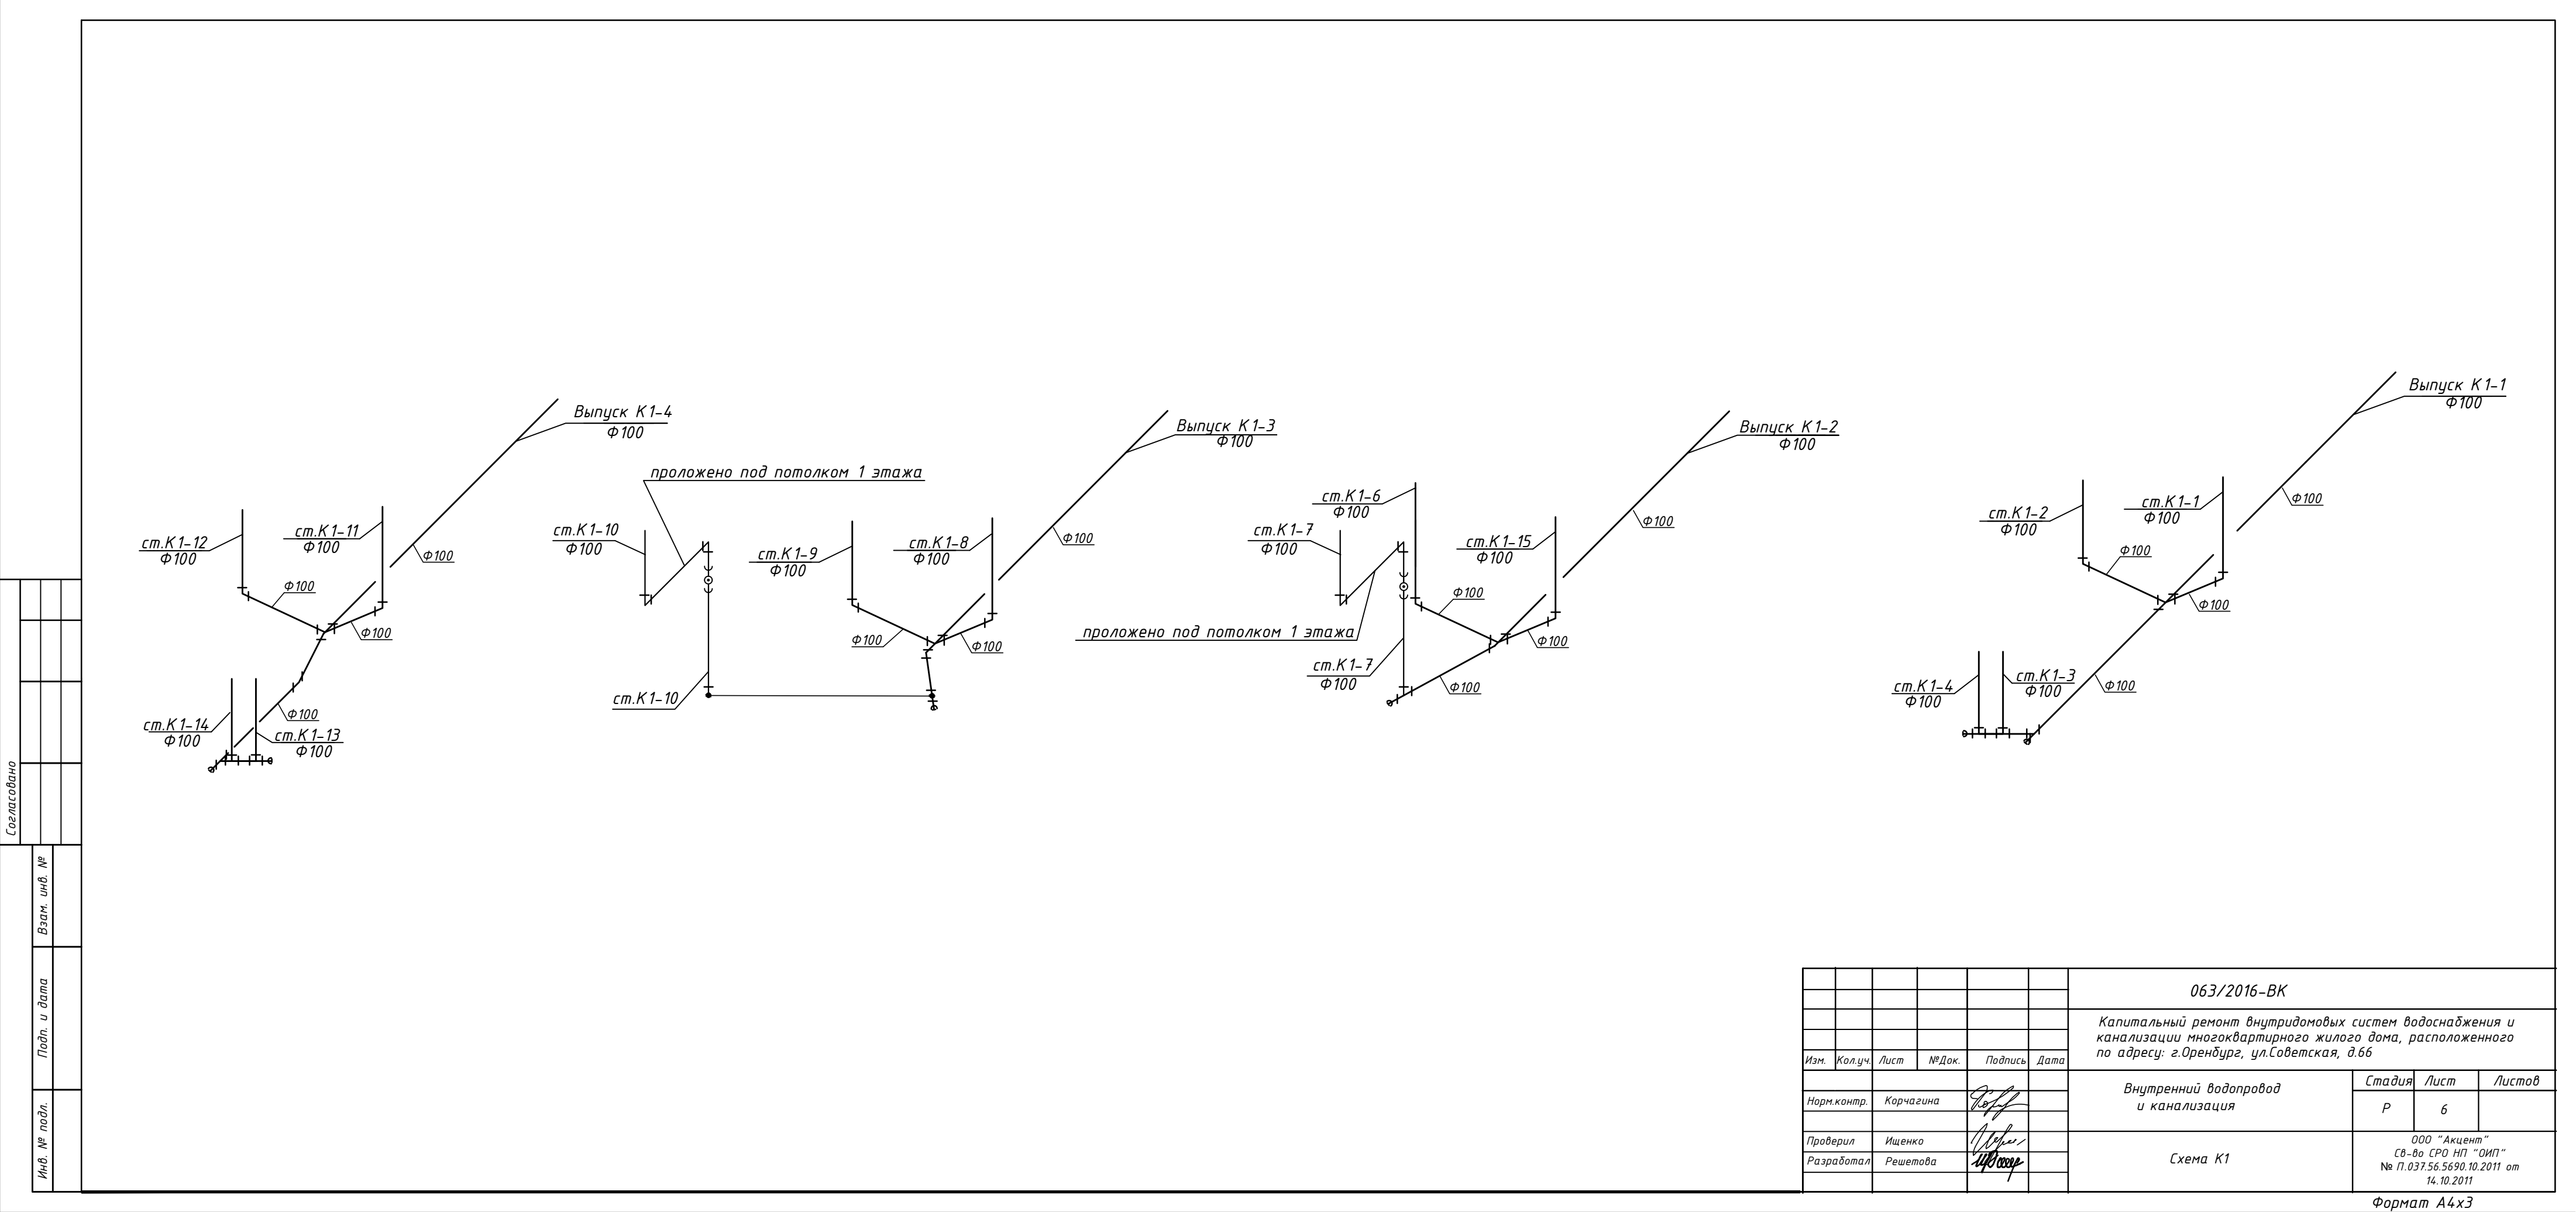 Выпуск К1-4
Ф100
ст.К1-12
Ф100
ст.К1-11
Ф100
Ф100
Ф100
Ф100
Ф100
ст.К1-14
Ф100
ст.К1-13
Ф100
Выпуск К1-3
Ф100
проложено под потолком 1 этажа
ст.К1-10
Ф100
ст.К1-9
Ф100
ст.К1-8
Ф100
Ф100
Ф100
Ф100
ст.К1-10
Выпуск К1-2
Ф100
ст.К1-6
Ф100
ст.К1-7
Ф100
ст.К1-15
Ф100
Ф100
Ф100
Ф100
проложено под потолком 1 этажа
ст.К1-7
Ф100
Ф100
Выпуск К1-1
Ф100
ст.К1-2
Ф100
ст.К1-1
Ф100
Ф100
Ф100
Ф100
ст.К1-4
Ф100
ст.К1-3
Ф100
Ф100
Согласовано
Взам. инв. №
Подп. и дата
Инв. № подл.
063/2016-ВК
Капитальный ремонт внутридомовых систем водоснабжения и
канализации многоквартирного жилого дома, расположенного
по адресу: г.Оренбург, ул.Советская, д.66
Изм. Кол.уч. Лист №Док. Подпись Дата
Внутренний водопровод
и канализация
Стадия Лист Листов
Р 6
Норм.контр. Корчагина
Проверил Ищенко
Разработал Решетова
Схема К1
ООО "Акцент"
Св-во СРО НП "ОИП"
№ П.037.56.5690.10.2011 от
14.10.2011
Формат А4х3